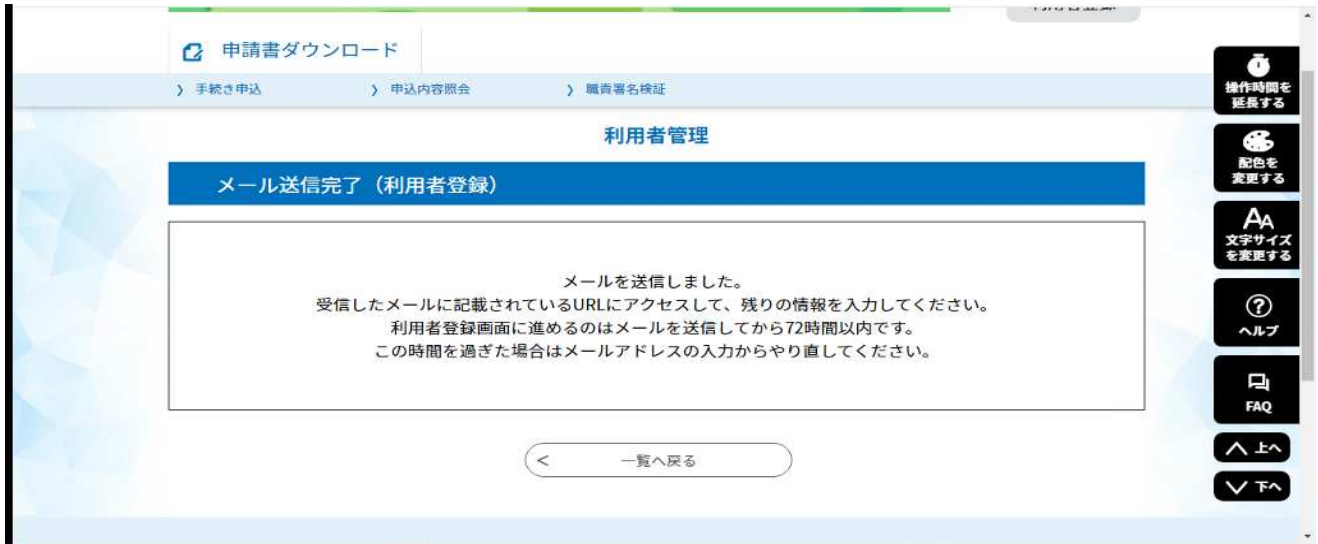 申請書ダウンロード
手続き申込
申込内容照会
職責署名検証
利用者管理
メール送信完了（利用者登録）
メールを送信しました。
受信したメールに記載されているURLにアクセスして、残りの情報を入力してください。
利用者登録画面に進めるのはメールを送信してから72時間以内です。
この時間を過ぎた場合はメールアドレスの入力からやり直してください。
< 一覧へ戻る
操作時間を
延長する
配色を
変更する
AA
文字サイズ
を変更する
?
ヘルプ
FAQ
上へ
下へ